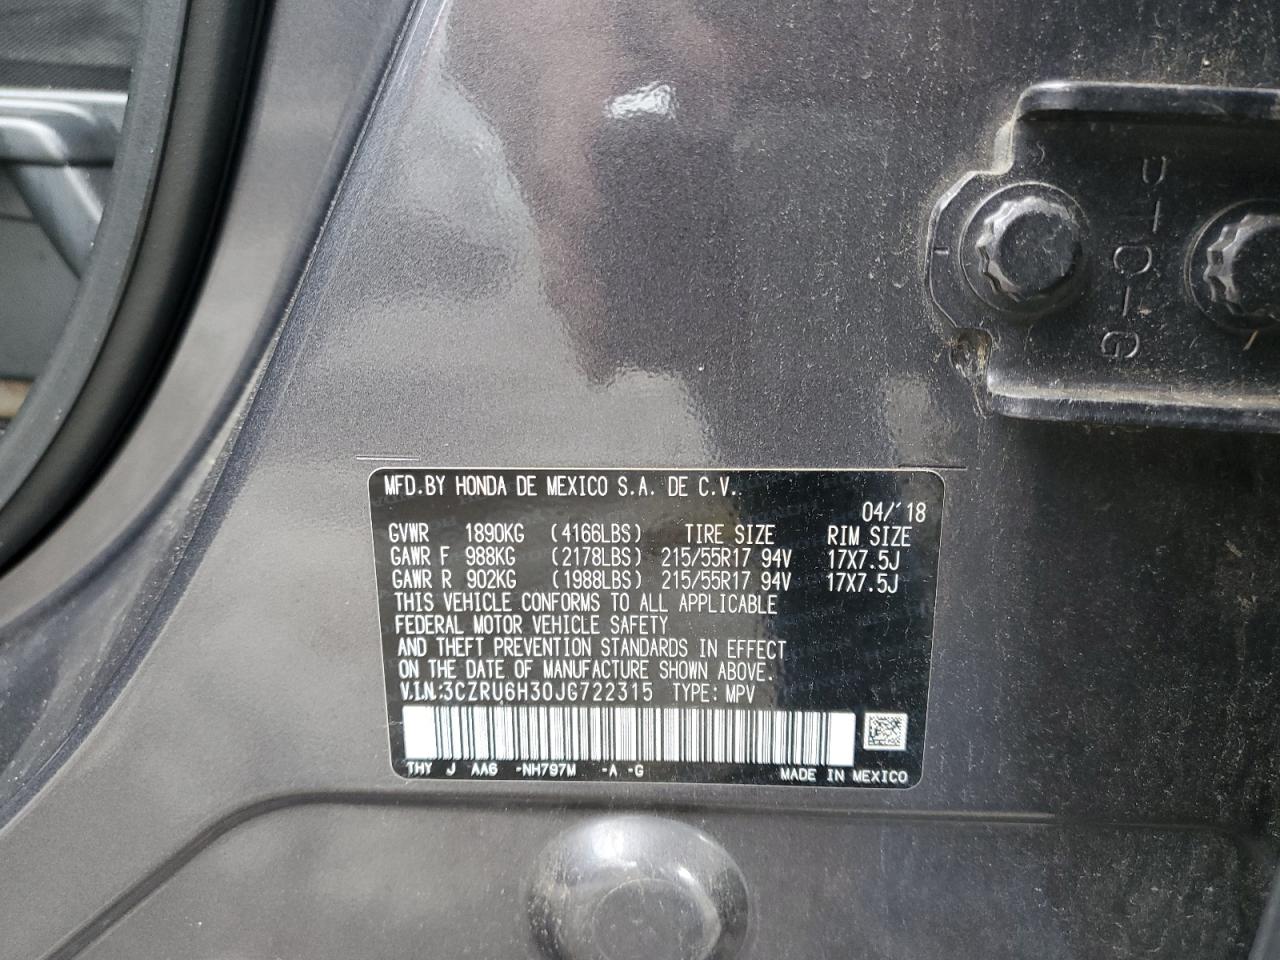 MFD.BY HONDA DE MEXICO S.A. DE C.V.
04/'18
GVWR 1890KG (4166LBS) TIRE SIZE RIM SIZE
GAWR F 988KG (2178LBS) 215/55R17 94V 17X7.5J
GAWR R 902KG (1988LBS) 215/55R17 94V 17X7.5J
THIS VEHICLE CONFORMS TO ALL APPLICABLE
FEDERAL MOTOR VEHICLE SAFETY
AND THEFT PREVENTION STANDARDS IN EFFECT
ON THE DATE OF MANUFACTURE SHOWN ABOVE.
V.I.N:3CZRU6H30JG722315 TYPE: MPV
THY J AA6 -NH797M -A -G MADE IN MEXICO